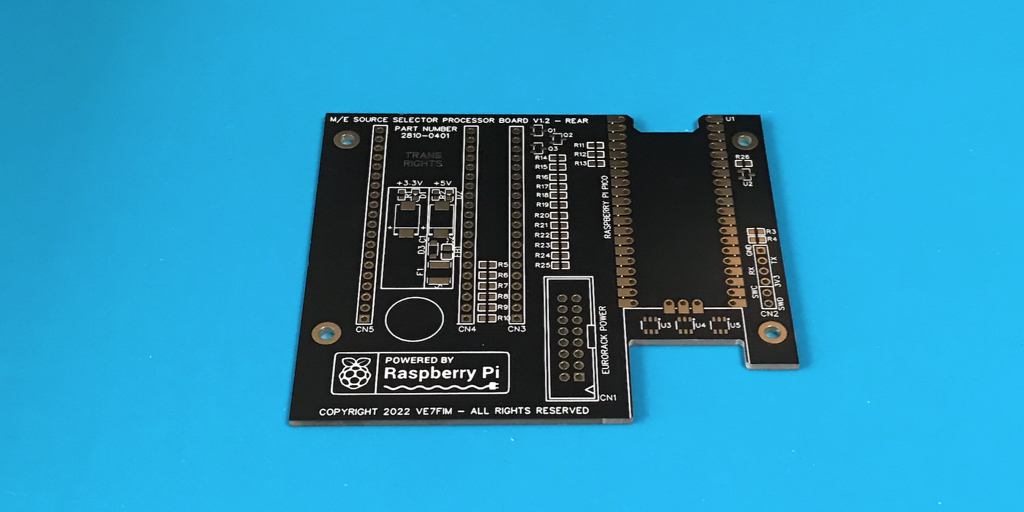 M/E SOURCE SELECTOR PROCESSOR BOARD V1.2 – REAR
PART NUMBER
2810-0401
TRANS
RIGHTS
+3.3V
+5V
D3
F1
CN5
CN4
CN3
Q1
Q2
Q3
R14
R15
R16
R17
R18
R19
R20
R21
R22
R23
R24
R25
R11
R12
R13
R5
R6
R7
R8
R9
R10
RASPBERRY PI PICO
U1
R26
R3
R4
GND
TX
RX
3V3
SWC
SWD
CN2
U3
U4
U5
EURORACK POWER
CN1
POWERED BY
Raspberry Pi
COPYRIGHT 2022 VE7FIM – ALL RIGHTS RESERVED